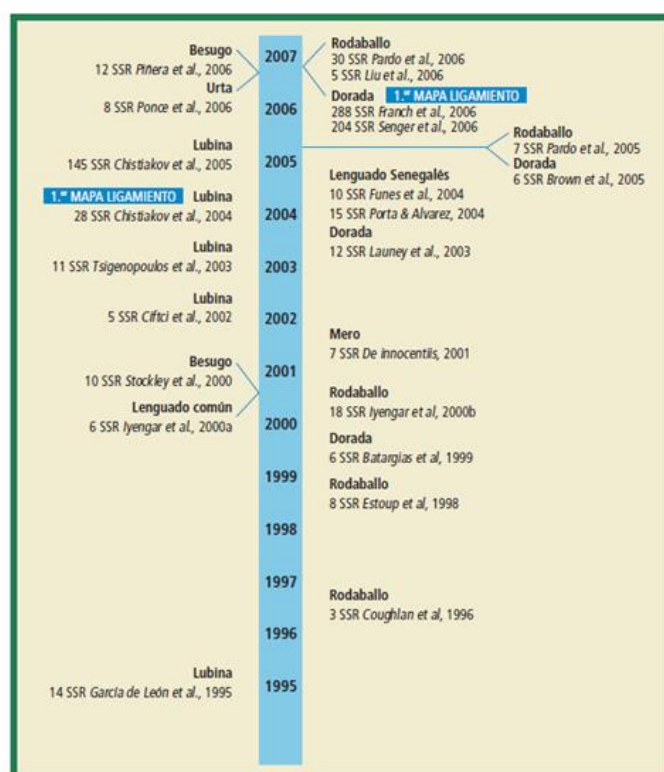 Besugo
12 SSR Piñera et al., 2006
Urta
8 SSR Ponce et al., 2006
Lubina
145 SSR Chistiakov et al., 2005
1.er MAPA LIGAMIENTO Lubina
28 SSR Chistiakov et al., 2004
Lubina
11 SSR Tsigenopoulos et al., 2003
Lubina
5 SSR Ciftci et al., 2002
Besugo
10 SSR Stockley et al., 2000
Lenguado común
6 SSR Iyengar et al., 2000a
Lubina
14 SSR García de León et al., 1995
2007
2006
2005
2004
2003
2002
2001
2000
1999
1998
1997
1996
1995
Rodaballo
30 SSR Pardo et al., 2006
5 SSR Liu et al., 2006
Dorada 1.er MAPA LIGAMIENTO
288 SSR Franch et al., 2006
204 SSR Senger et al., 2006
Rodaballo
7 SSR Pardo et al., 2005
Dorada
6 SSR Brown et al., 2005
Lenguado Senegalés
10 SSR Funes et al., 2004
15 SSR Porta & Alvarez, 2004
Dorada
12 SSR Launey et al., 2003
Mero
7 SSR De Innocentiis, 2001
Rodaballo
18 SSR Iyengar et al, 2000b
Dorada
6 SSR Batargias et al, 1999
Rodaballo
8 SSR Estoup et al, 1998
Rodaballo
3 SSR Coughlan et al, 1996